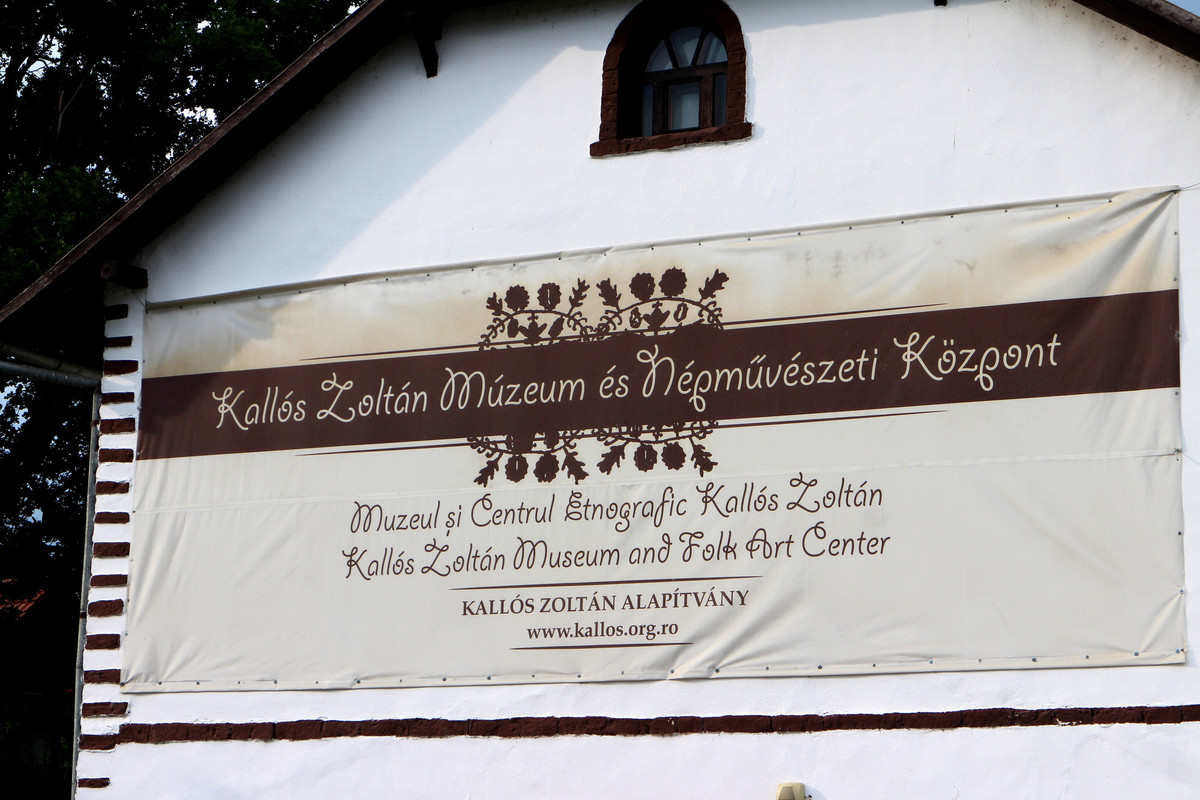 Kallós Zoltán Múzeum és Népművészeti Központ
Muzeul și Centrul Etnografic Kallós Zoltán
Kallós Zoltán Museum and Folk Art Center
KALLÓS ZOLTÁN ALAPÍTVÁNY
www.kallos.org.ro